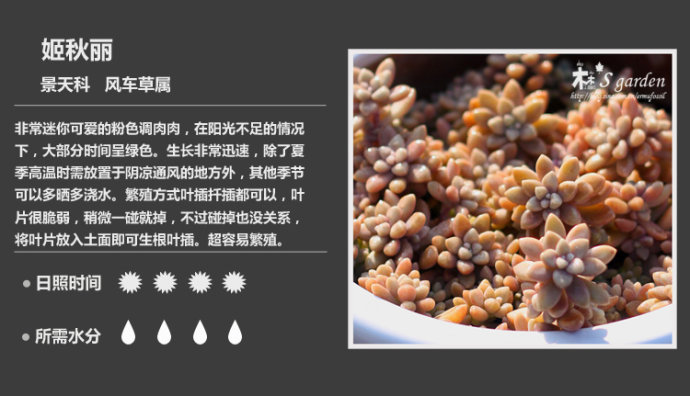 姬秋丽
景天科 风车草属
非常迷你可爱的粉色调肉肉，在阳光不足的情况
下，大部分时间呈绿色。生长非常迅速，除了夏
季高温时需放置于阴凉通风的地方外，其他季节
可以多晒多浇水。繁殖方式叶插扦插都可以，叶
片很脆弱，稍微一碰就掉，不过碰掉也没关系，
将叶片放入土面即可生根叶插。超容易繁殖。
日照时间
所需水分
'S garden